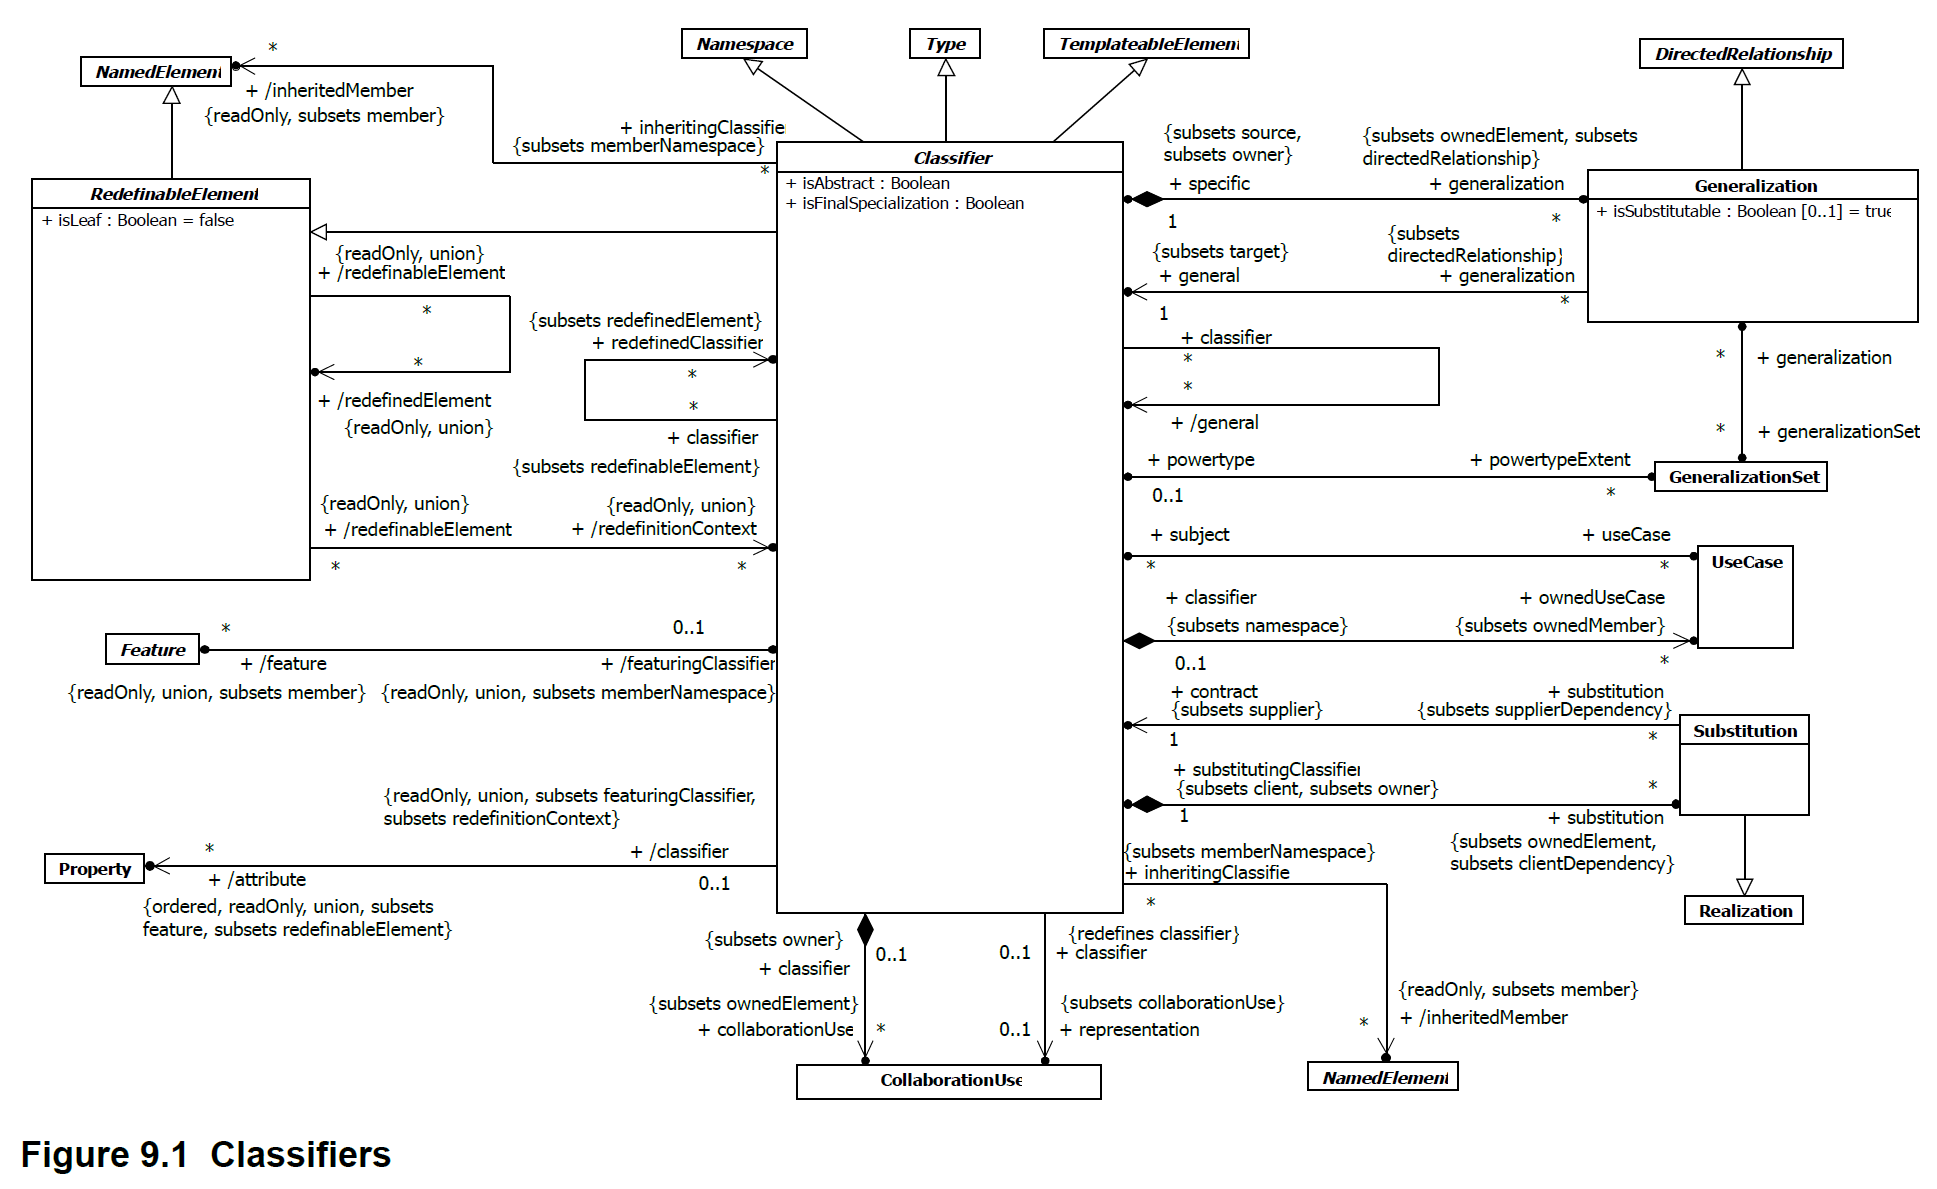 Namespace
Type
TemplateableElement
DirectedRelationship
NamedElement
*
+ /inheritedMember
{readOnly, subsets member}
+ inheritingClassifie
{subsets memberNamespace}
*
Classifier
+ isAbstract : Boolean
+ isFinalSpecialization : Boolean
RedefinableElement
+ isLeaf : Boolean = false
{readOnly, union}
+ /redefinableElement
*
*
+ /redefinedElement
{readOnly, union}
{subsets redefinedElement}
+ redefinedClassifier
*
*
+ classifier
{subsets redefinableElement}
{readOnly, union}
+ /redefinableElement
*
{readOnly, union}
+ /redefinitionContext
*
Feature
*
+ /feature
{readOnly, union, subsets member}
0..1
+ /featuringClassifier
{readOnly, union, subsets memberNamespace}
{readOnly, union, subsets featuringClassifier,
subsets redefinitionContext}
+ /classifier
0..1
Property
*
+ /attribute
{ordered, readOnly, union, subsets
feature, subsets redefinableElement}
{subsets source,
subsets owner}
+ specific
1
{subsets ownedElement, subsets
directedRelationship}
+ generalization
*
Generalization
+ isSubstitutable : Boolean [0..1] = true
{subsets target}
+ general
1
{subsets
directedRelationship}
+ generalization
*
+ classifier
*
*
+ /general
* + generalization
* + generalizationSet
+ powertype
0..1
+ powertypeExtent
*
GeneralizationSet
+ subject
*
+ useCase
*
UseCase
+ classifier
{subsets namespace}
0..1
+ ownedUseCase
{subsets ownedMember}
*
+ contract
{subsets supplier}
1
+ substitution
{subsets supplierDependency}
*
Substitution
+ substitutingClassifier
{subsets client, subsets owner}
1
*
+ substitution
{subsets ownedElement,
subsets clientDependency}
Realization
{subsets memberNamespace}
+ inheritingClassifie
*
{readOnly, subsets member}
* + /inheritedMember
NamedElement
{subsets owner}
0..1
+ classifier
{subsets ownedElement}
+ collaborationUse *
{redefines classifier}
0..1 + classifier
{subsets collaborationUse}
0..1 + representation
CollaborationUse
Figure 9.1 Classifiers